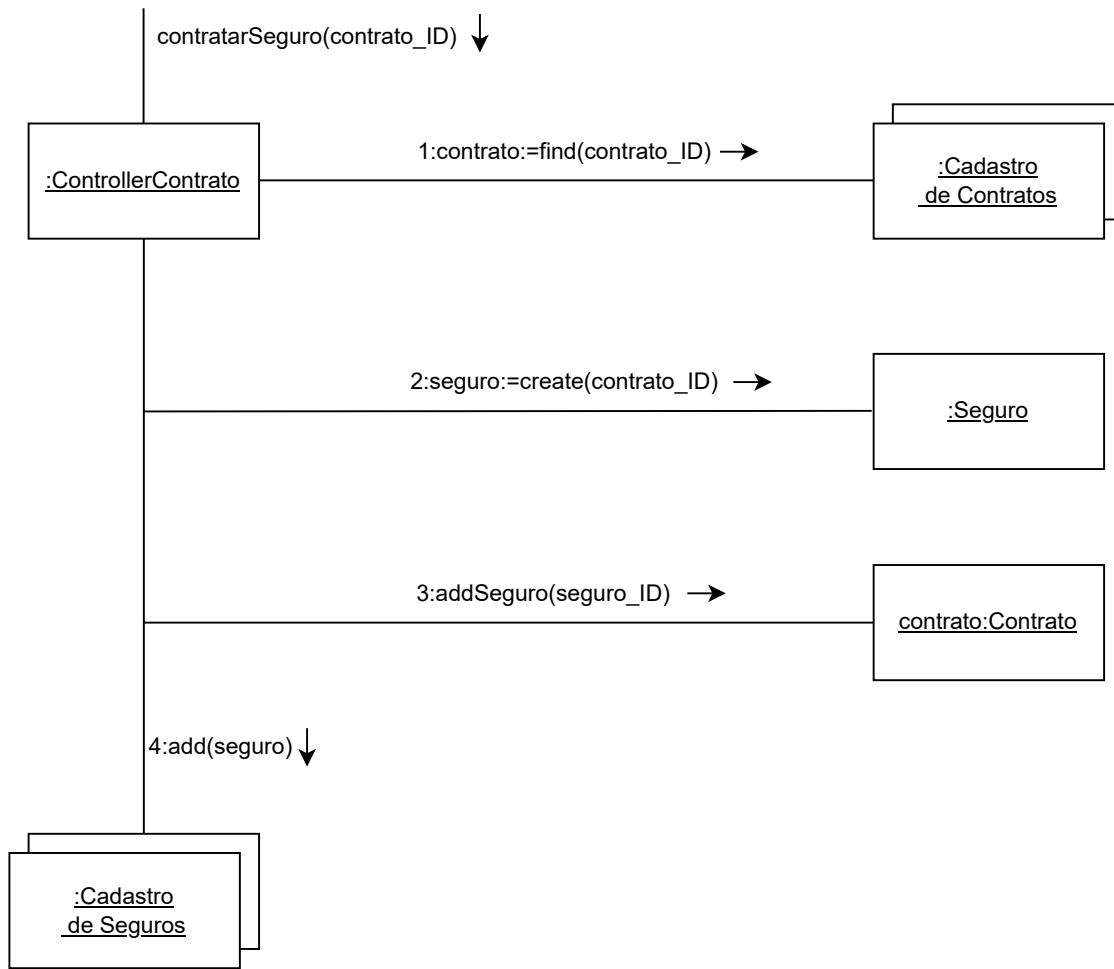 contratarSeguro(contrato_ID)
:ControllerContrato
1:contrato:=find(contrato_ID)
:Cadastro
de Contratos
2:seguro:=create(contrato_ID)
:Seguro
3:addSeguro(seguro_ID)
contrato:Contrato
4:add(seguro)
:Cadastro
de Seguros